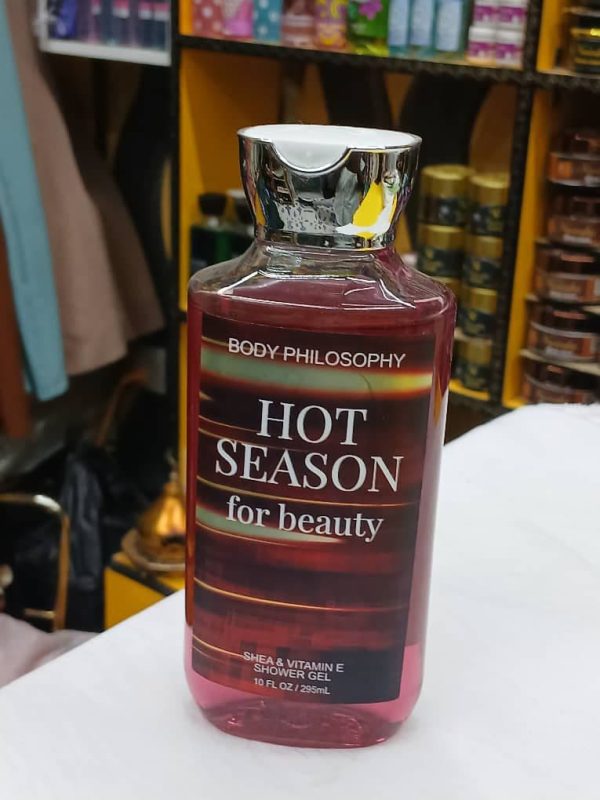 BODY PHILOSOPHY
HOT
SEASON
for beauty
SHEA & VITAMIN E
SHOWER GEL
10 FL OZ / 295mL